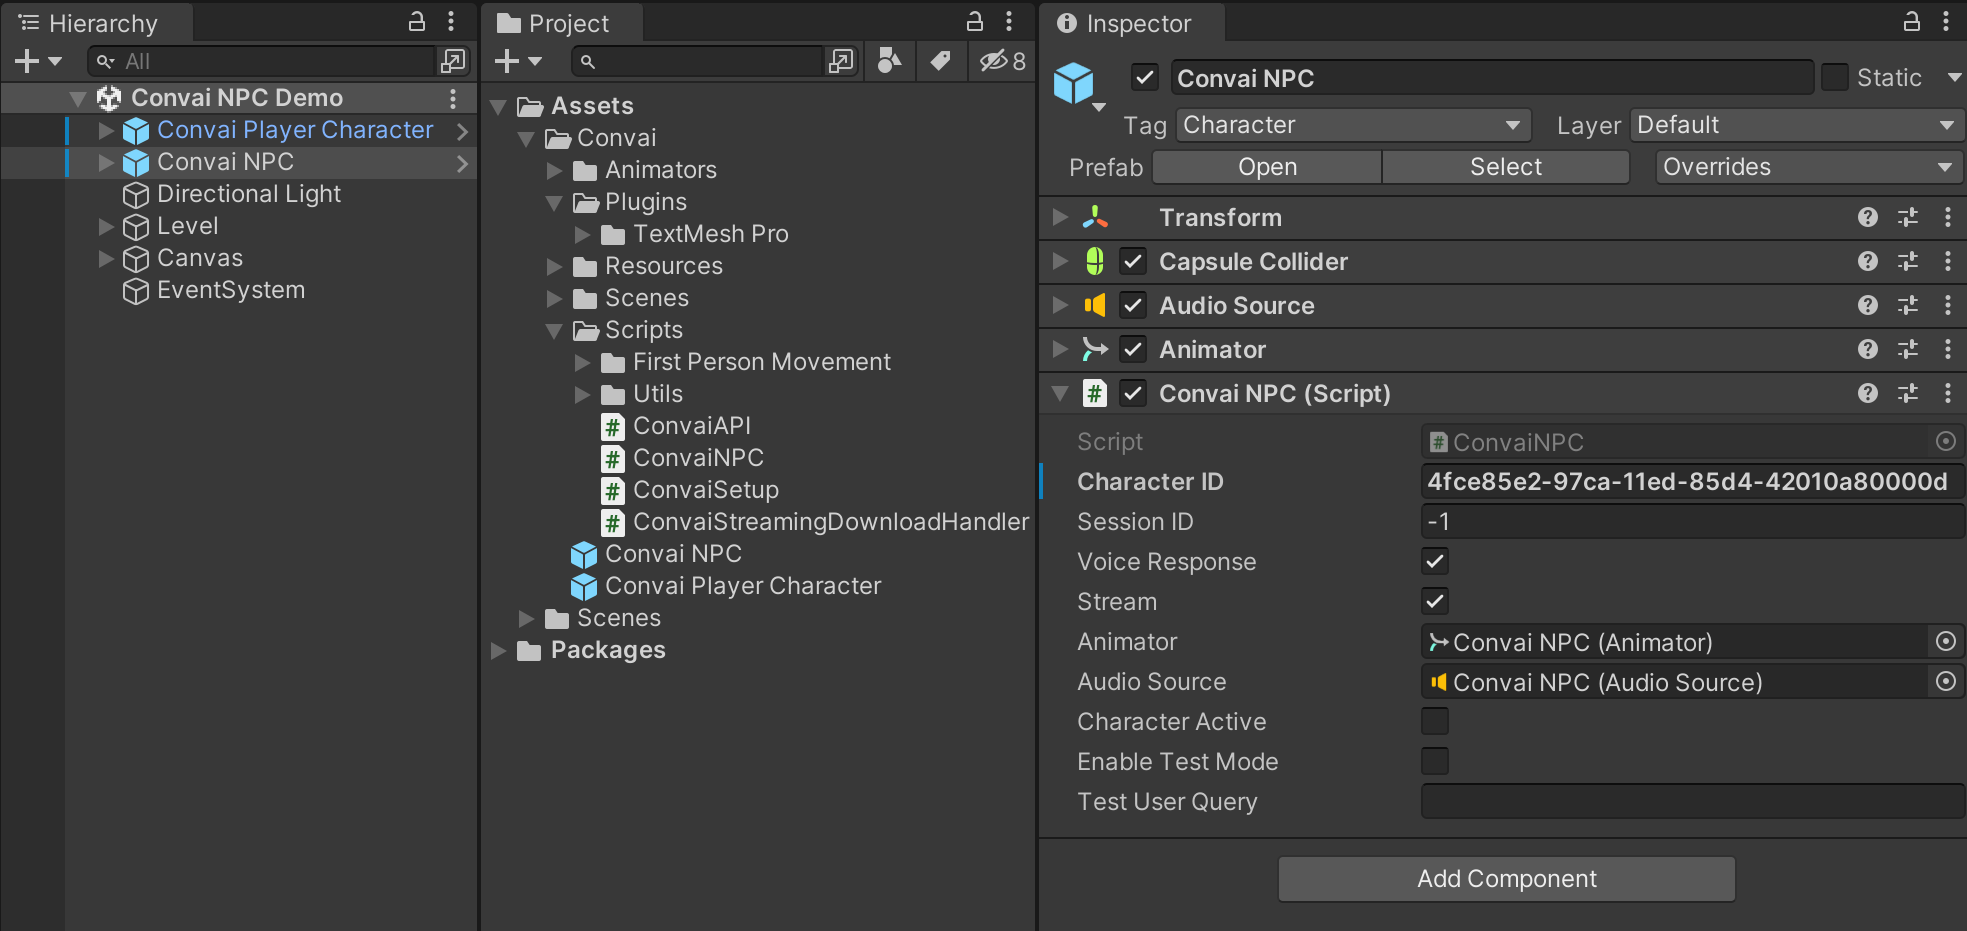 Hierarchy
All
Convai NPC Demo
Convai Player Character
Convai NPC
Directional Light
Level
Canvas
EventSystem
Project
8
Assets
Convai
Animators
Plugins
TextMesh Pro
Resources
Scenes
Scripts
First Person Movement
Utils
ConvaiAPI
ConvaiNPC
ConvaiSetup
ConvaiStreamingDownloadHandler
Convai NPC
Convai Player Character
Scenes
Packages
Inspector
Convai NPC Static
Tag Character Layer Default
Prefab Open Select Overrides
Transform
Capsule Collider
Audio Source
Animator
Convai NPC (Script)
Script ConvaiNPC
Character ID 4fce85e2-97ca-11ed-85d4-42010a80000d
Session ID -1
Voice Response
Stream
Animator Convai NPC (Animator)
Audio Source Convai NPC (Audio Source)
Character Active
Enable Test Mode
Test User Query
Add Component